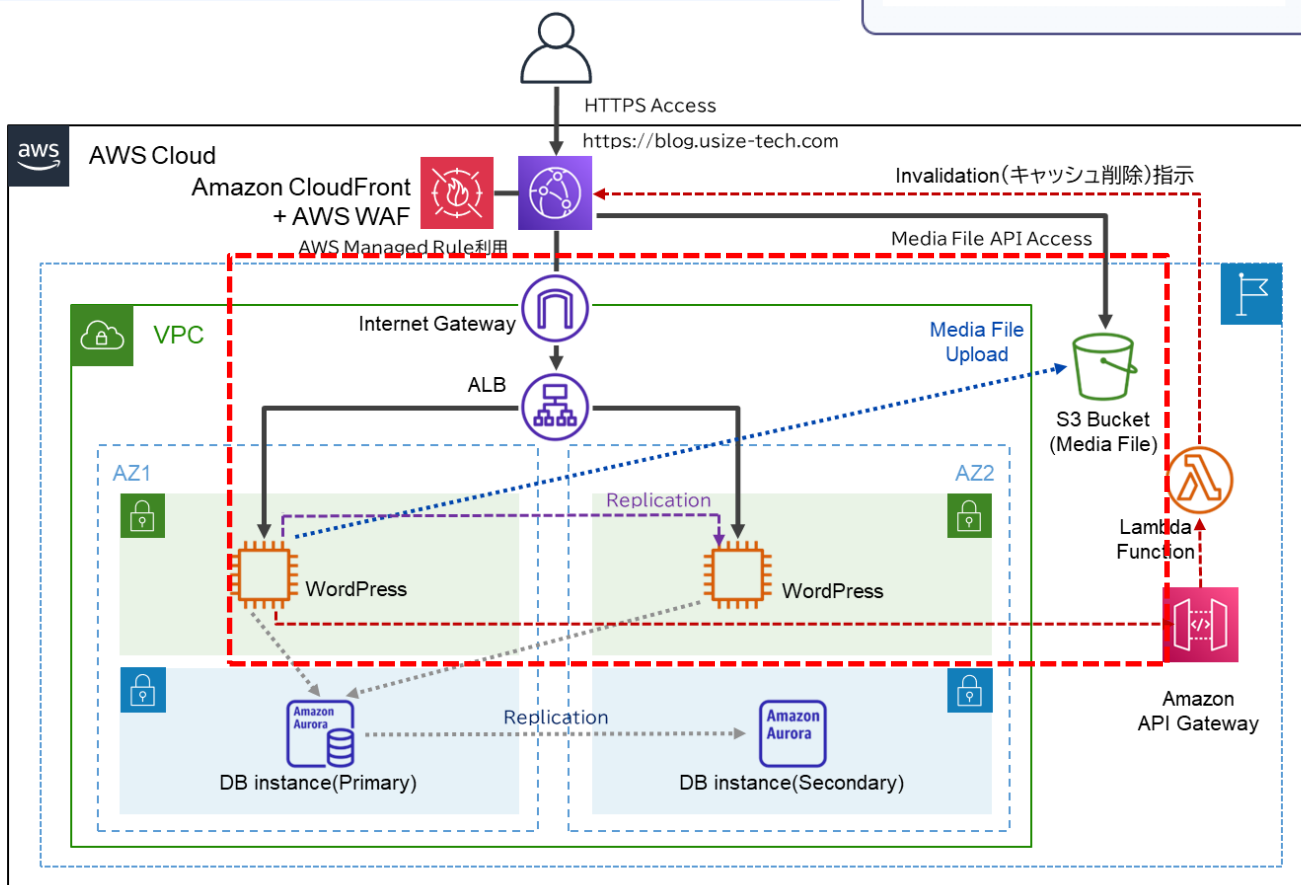 HTTPS Access
https://blog.usize-tech.com
aws
AWS Cloud
Amazon CloudFront
+ AWS WAF
AWS Managed Rule利用
Invalidation(キャッシュ削除)指示
Media File API Access
Internet Gateway
VPC
Media File
Upload
ALB
S3 Bucket
(Media File)
AZ1
AZ2
Replication
Lambda
Function
WordPress
WordPress
Amazon
Aurora
Replication
Amazon
Aurora
Amazon
API Gateway
DB instance(Primary)
DB instance(Secondary)